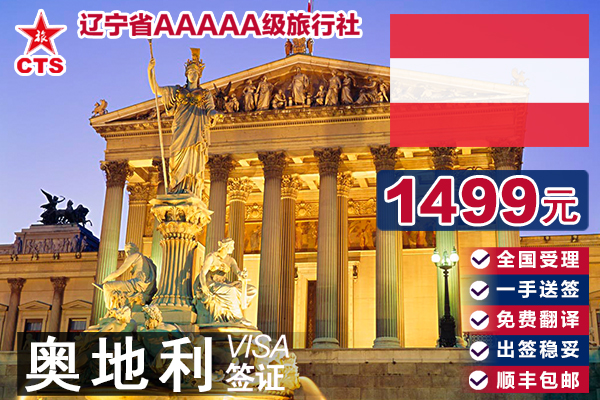 旅
CTS
辽宁省AAAAA级旅行社
1499元
全国受理
一手送签
免费翻译
出签稳妥
顺丰包邮
奥地利
VISA
签证